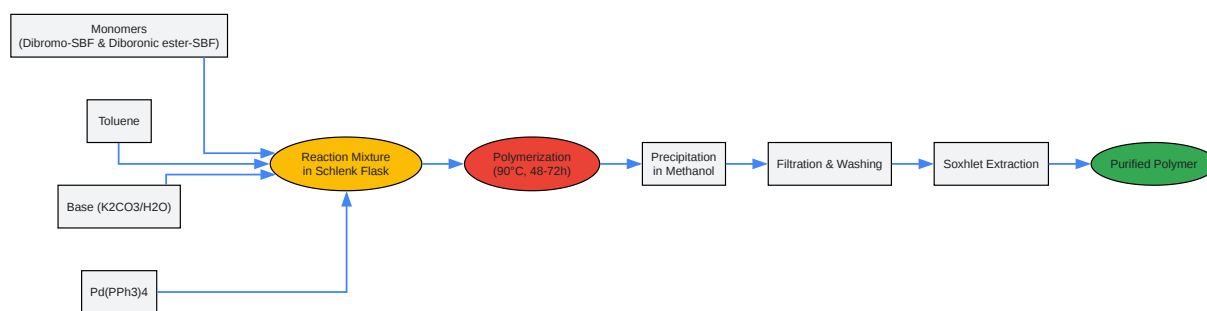 Monomers
(Dibromo-SBF & Diboronic ester-SBF)
Toluene
Base (K2CO3/H2O)
Pd(PPh3)4
Reaction Mixture
in Schlenk Flask
Polymerization
(90°C, 48-72h)
Precipitation
in Methanol
Filtration & Washing
Soxhlet Extraction
Purified Polymer